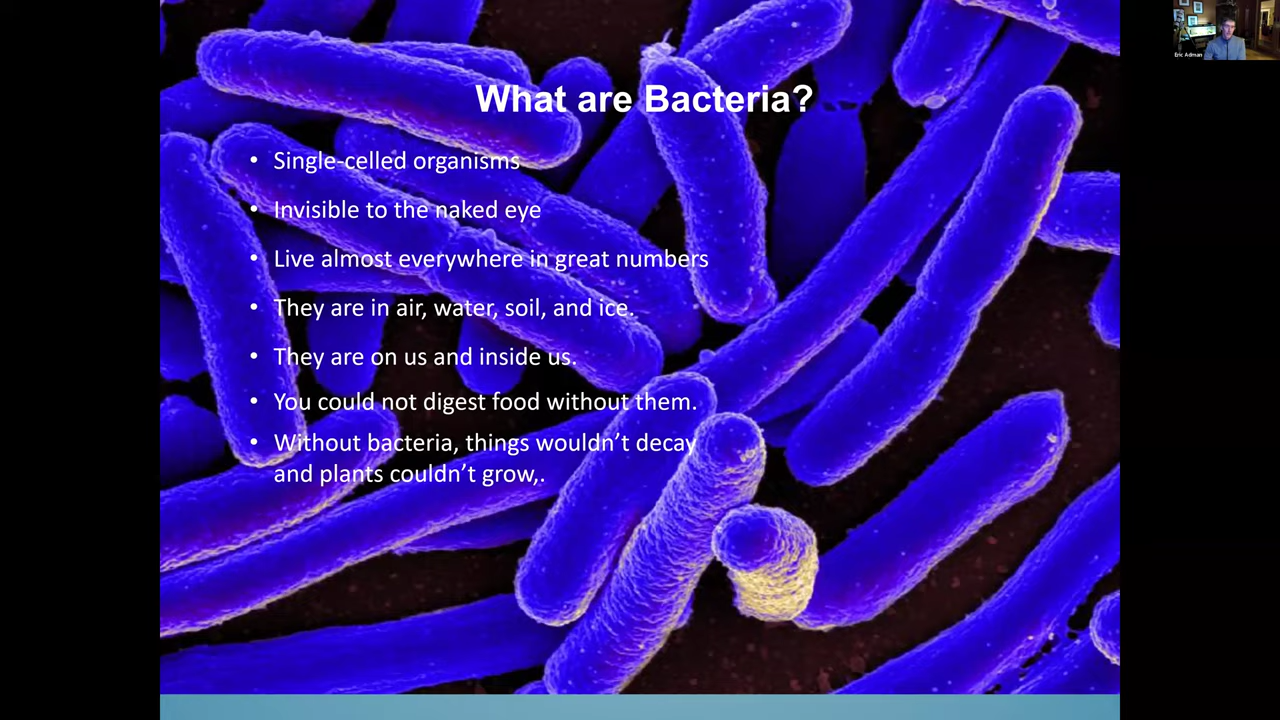 What are Bacteria?
• Single-celled organisms
• Invisible to the naked eye
• Live almost everywhere in great numbers
• They are in air, water, soil, and ice.
• They are on us and inside us.
• You could not digest food without them.
• Without bacteria, things wouldn’t decay
and plants couldn’t grow,.
Eric Adman